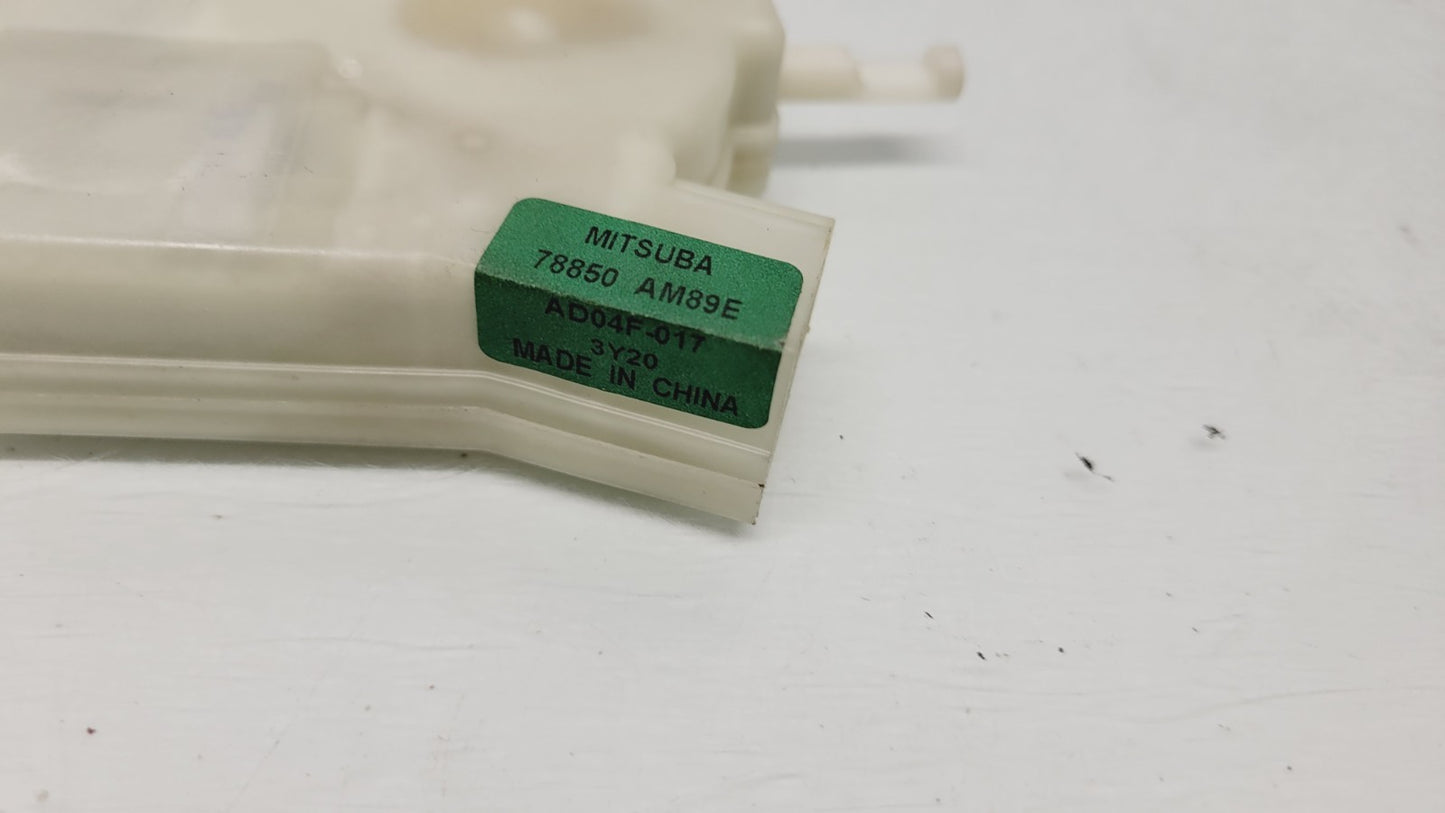 MITSUBA
78850 AM89E
AD04F-017
3Y20
MADE IN CHINA